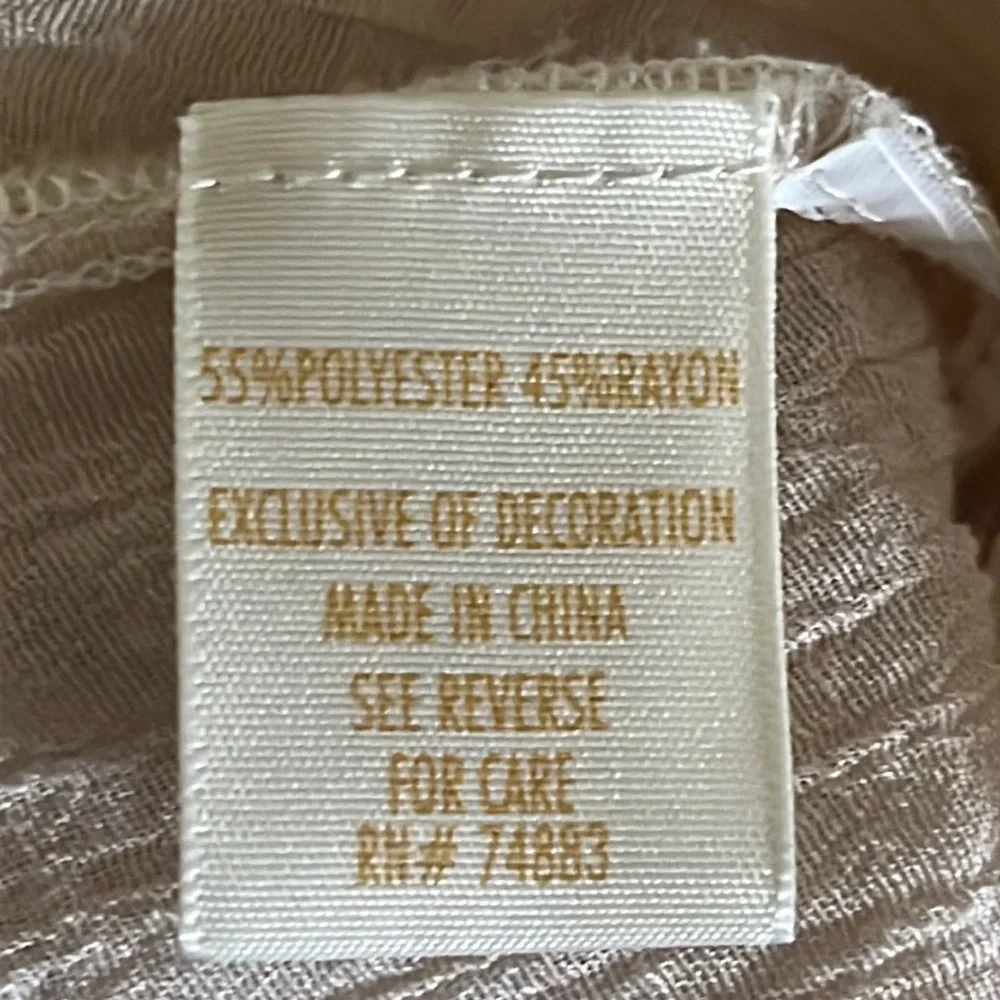 55%POLYESTER 45%RAYON
EXCLUSIVE OF DECORATION
MADE IN CHINA
SEE REVERSE
FOR CARE
RN# 74883